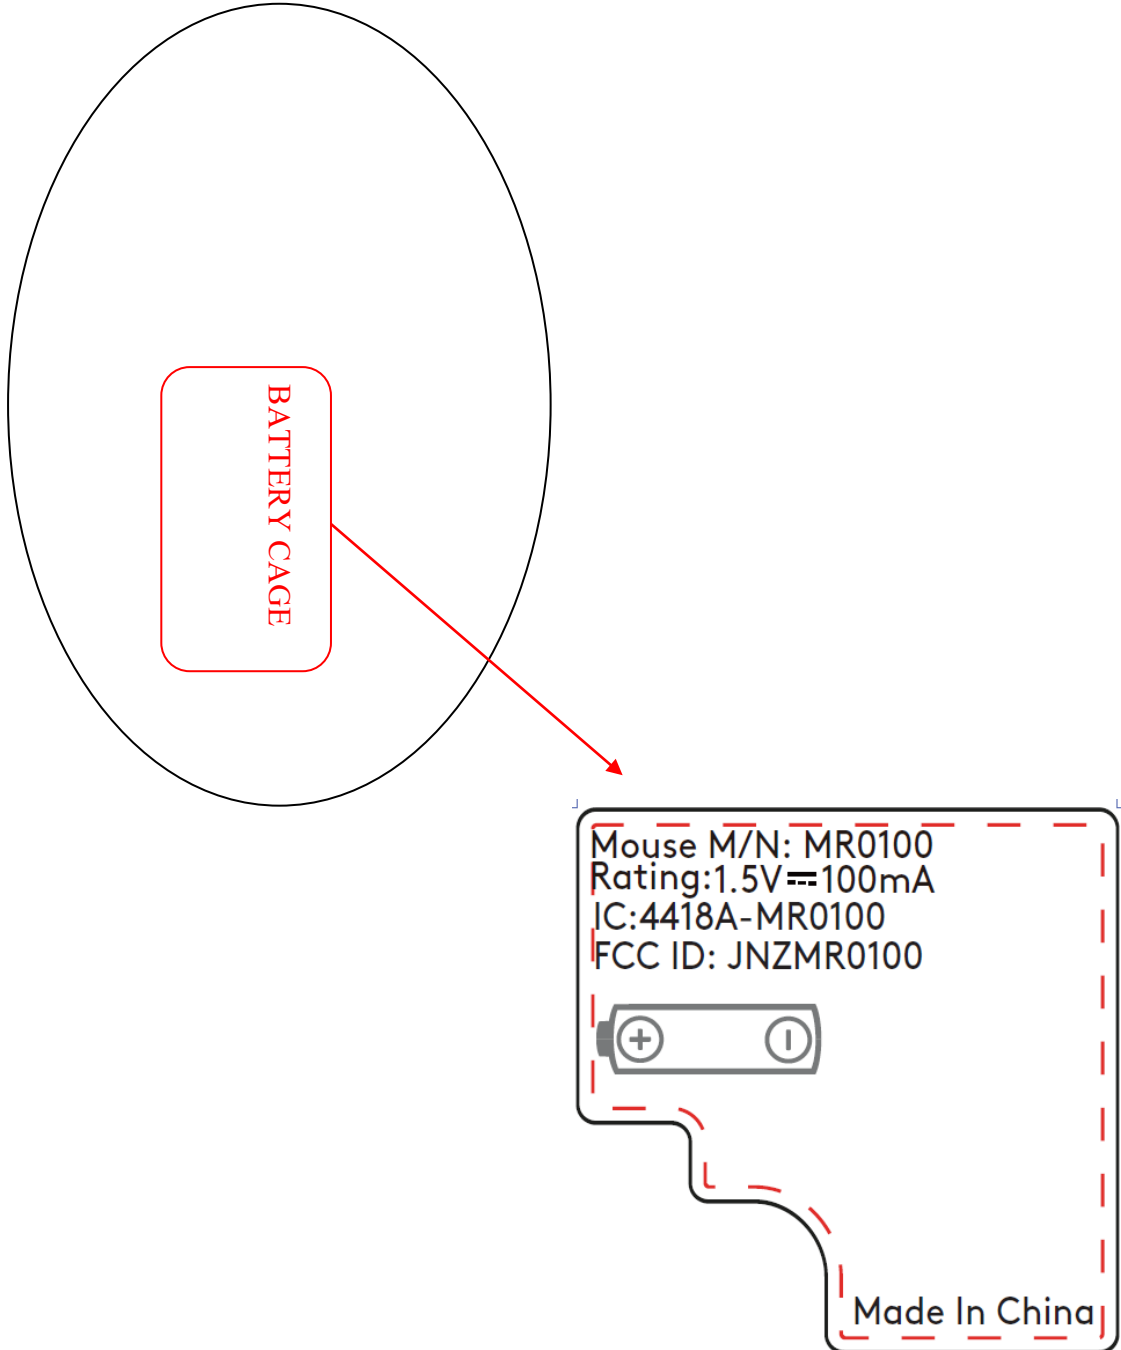 BATTERY CAGE
Mouse M/N: MR0100
Rating:1.5V⎓100mA
IC:4418A-MR0100
FCC ID: JNZMR0100
+ −
Made In China